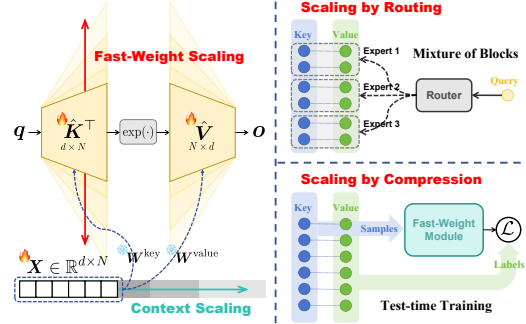 Fast-Weight Scaling
q
K̂⊤
d × N
exp(·)
V̂
N × d
O
X ∈ ℝ^{d×N}
W^key
W^value
Context Scaling
Scaling by Routing
Key
Value
Expert 1
Expert 2
Expert 3
Mixture of Blocks
Router
Query
Scaling by Compression
Key
Value
Samples
Fast-Weight
Module
ℒ
Labels
Test-time Training